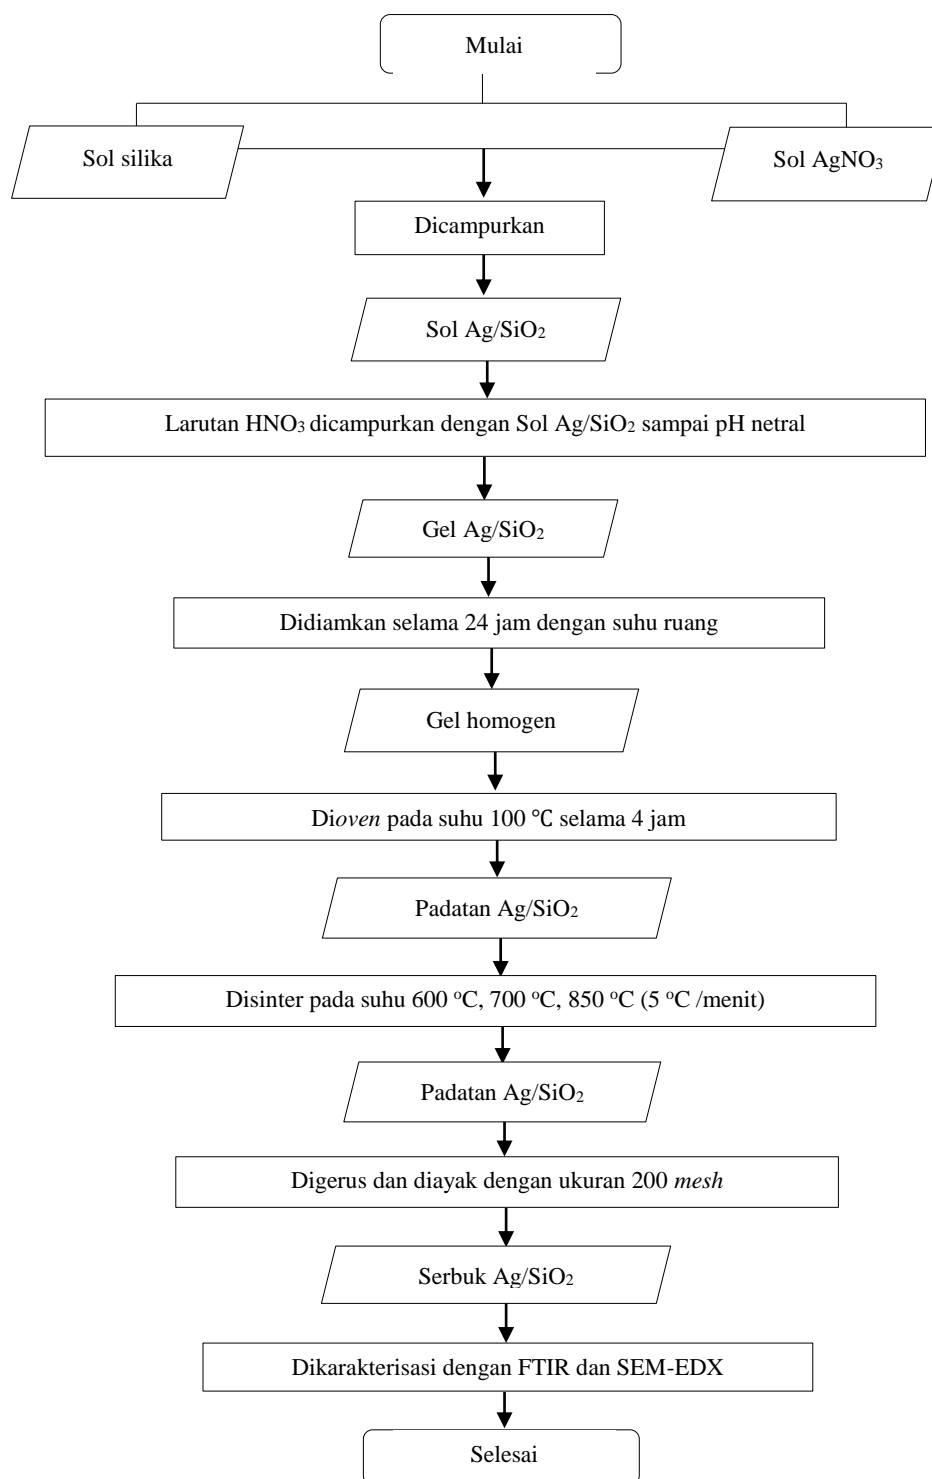 Mulai
Sol silika
Sol AgNO₃
Dicampurkan
Sol Ag/SiO₂
Larutan HNO₃ dicampurkan dengan Sol Ag/SiO₂ sampai pH netral
Gel Ag/SiO₂
Didiamkan selama 24 jam dengan suhu ruang
Gel homogen
Dioven pada suhu 100 ℃ selama 4 jam
Padatan Ag/SiO₂
Disinter pada suhu 600 ᵒC, 700 ᵒC, 850 ᵒC (5 ᵒC /menit)
Padatan Ag/SiO₂
Digerus dan diayak dengan ukuran 200 mesh
Serbuk Ag/SiO₂
Dikarakterisasi dengan FTIR dan SEM-EDX
Selesai